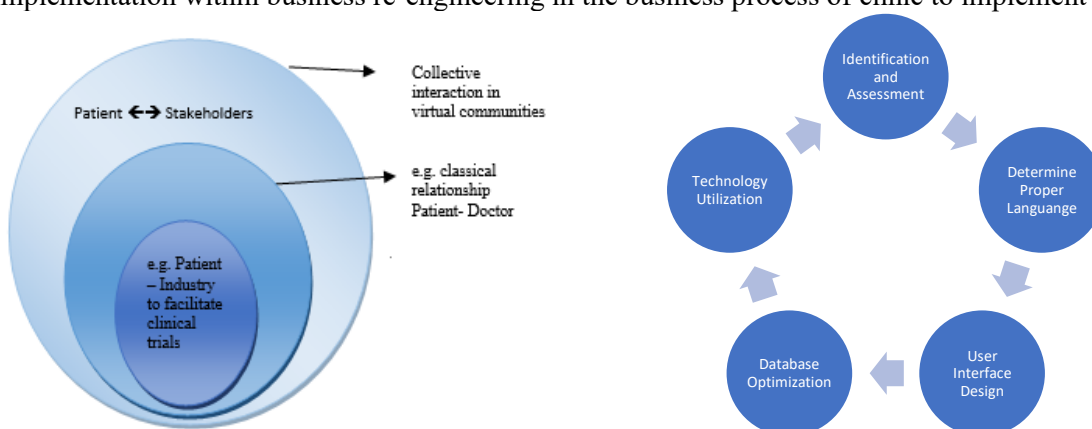 implementation within business re-engineering in the business process of clinic to implement
Patient ↔ Stakeholders
Collective
interaction in
virtual communities
e.g. classical
relationship
Patient- Doctor
e.g. Patient
– Industry
to facilitate
clinical
trials
Identification
and
Assessment
Determine
Proper
Languange
User
Interface
Design
Database
Optimization
Technology
Utilization